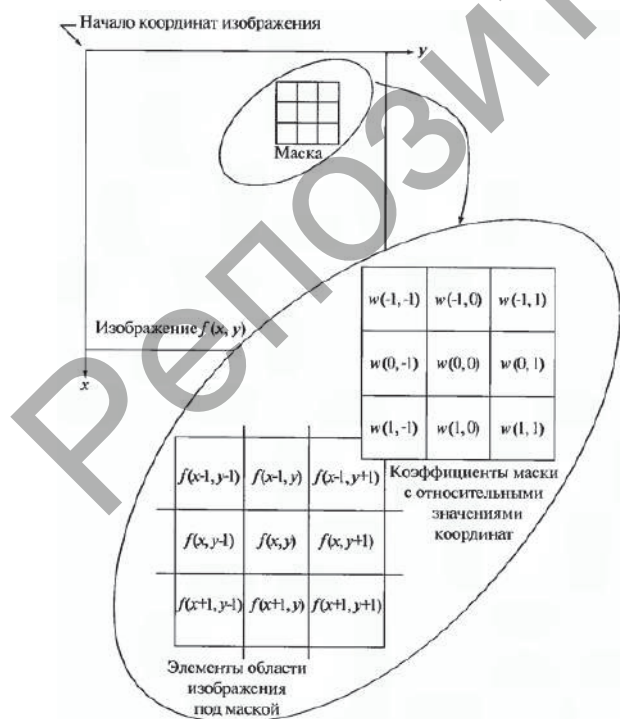 Начало координат изображения
y
Маска
w(-1,-1) w(-1,0) w(-1,1)
Изображение f(x, y)
w(0,-1) w(0,0) w(0,1)
x
w(1,-1) w(1,0) w(1,1)
Коэффициенты маски
с относительными
значениями
координат
f(x-1,y-1) f(x-1,y) f(x-1,y+1)
f(x,y-1) f(x,y) f(x,y+1)
f(x+1,y-1) f(x+1,y) f(x+1,y+1)
Элементы области
изображения
под маской
Репозит